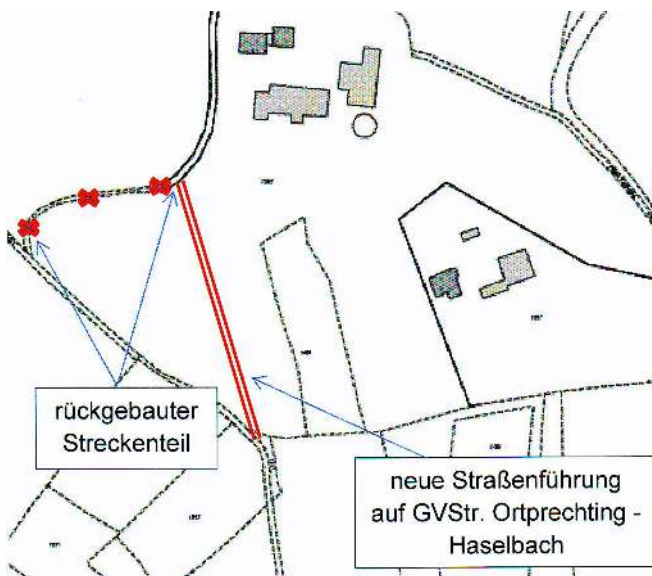 rückgebauter
Streckenteil
neue Straßenführung
auf GVStr. Ortprechting -
Haselbach